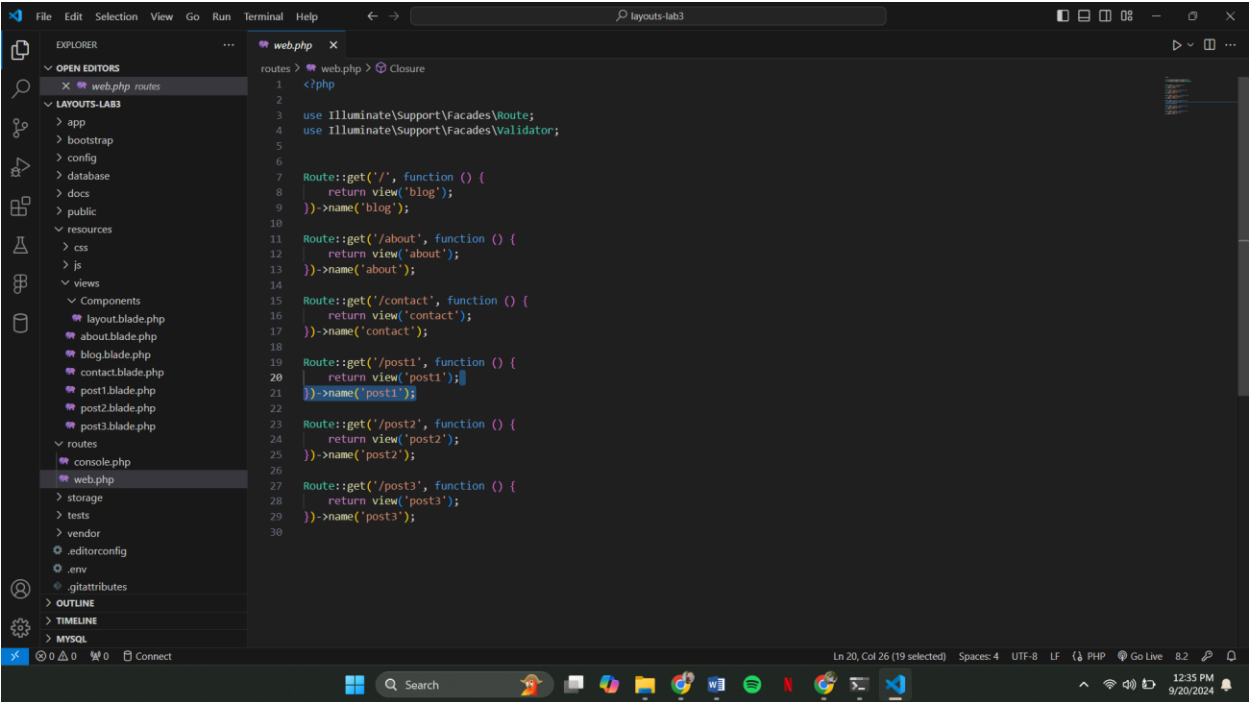 File Edit Selection View Go Run Terminal Help
layouts-lab3
EXPLORER
OPEN EDITORS
web.php routes
LAYOUTS-LAB3
app
bootstrap
config
database
docs
public
resources
css
js
views
Components
layout.blade.php
about.blade.php
blog.blade.php
contact.blade.php
post1.blade.php
post2.blade.php
post3.blade.php
routes
console.php
web.php
storage
tests
vendor
.editorconfig
.env
.gitattributes
OUTLINE
TIMELINE
MYSQL
web.php
routes > web.php > Closure
1 <?php
2
3 use Illuminate\Support\Facades\Route;
4 use Illuminate\Support\Facades\Validator;
5
6
7 Route::get('/', function () {
8 return view('blog');
9 })->name('blog');
10
11 Route::get('/about', function () {
12 return view('about');
13 })->name('about');
14
15 Route::get('/contact', function () {
16 return view('contact');
17 })->name('contact');
18
19 Route::get('/post1', function () {
20 return view('post1');
21 })->name('post1');
22
23 Route::get('/post2', function () {
24 return view('post2');
25 })->name('post2');
26
27 Route::get('/post3', function () {
28 return view('post3');
29 })->name('post3');
30
0 0 0 Connect
Ln 20, Col 26 (19 selected) Spaces: 4 UTF-8 LF PHP Go Live 8.2
Search
12:35 PM
9/20/2024